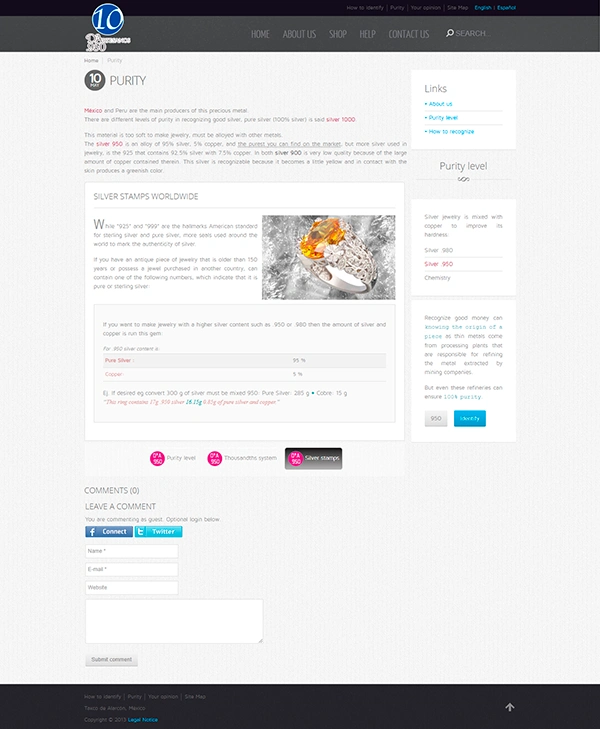 How to identify | Purity | Your opinion | Site Map English | Español
10
950
HOME ABOUT US SHOP HELP CONTACT US SEARCH...
Home | Purity
10
MAY
PURITY
México and Peru are the main producers of this precious metal.
There are different levels of purity in recognizing good silver, pure silver (100% silver) is said silver 1000.
This material is too soft to make jewelry, must be alloyed with other metals.
The silver 950 is an alloy of 95% silver, 5% copper, and the purest you can find on the market, but more silver used in
jewelry, is the 925 that contains 92.5% silver with 7.5% copper. In both silver 900 is very low quality because of the large
amount of copper contained therein. This silver is recognizable because it becomes a little yellow and in contact with the
skin produces a greenish color.
SILVER STAMPS WORLDWIDE
While "925" and "999" are the hallmarks American standard
for sterling silver and pure silver, more seals used around the
world to mark the authenticity of silver.
If you have an antique piece of jewelry that is older than 150
years or possess a jewel purchased in another country, can
contain one of the following numbers, which indicate that it is
pure or sterling silver:
If you want to make jewelry with a higher silver content such as .950 or .980 then the amount of silver and
copper is run this gem:
For .950 silver content is:
Pure Silver : 95 %
Copper: 5 %
Ej. If desired eg convert 300 g of silver must be mixed 950: Pure Silver: 285 g • Cobre: 15 g
"This ring contains 17g .950 silver 16.15g 0.85g of pure silver and copper."
D*A 950 Purity level
D*A 950 Thousandths system
D*A 950 Silver stamps
COMMENTS (0)
LEAVE A COMMENT
You are commenting as guest. Optional login below.
f Connect
t Twitter
Name *
E-mail *
Website
Submit comment
Links
• About us
• Purity level
• How to recognize
Purity level
Silver jewelry is mixed with
copper to improve its
hardness.
Silver .980
Silver .950
Chemistry
Recognize good money can
knowing the origin of a
piece as thin metals come
from processing plants that
are responsible for refining
the metal extracted by
mining companies.
But even these refineries can
ensure 100% purity.
950
Identify
How to identify | Purity | Your opinion | Site Map
Taxco de Alarcón, México
Copyright © 2013 Legal Notice